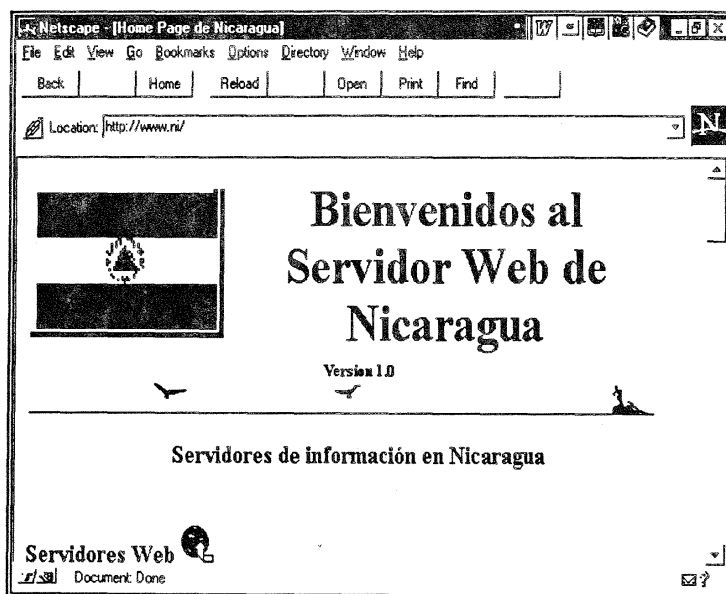 Netscape - [Home Page de Nicaragua]
File Edit View Go Bookmarks Options Directory Window Help
Back Home Reload Open Print Find
Location: http://www.ni/
N
Bienvenidos al
Servidor Web de
Nicaragua
Version 1.0
Servidores de información en Nicaragua
Servidores Web
Document: Done